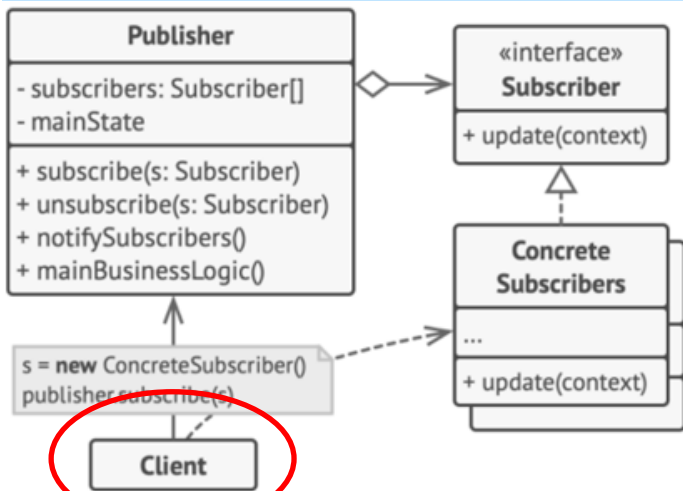 Publisher
- subscribers: Subscriber[]
- mainState
+ subscribe(s: Subscriber)
+ unsubscribe(s: Subscriber)
+ notifySubscribers()
+ mainBusinessLogic()
«interface»
Subscriber
+ update(context)
Concrete
Subscribers
...
+ update(context)
s = new ConcreteSubscriber()
publisher.subscribe(s)
Client